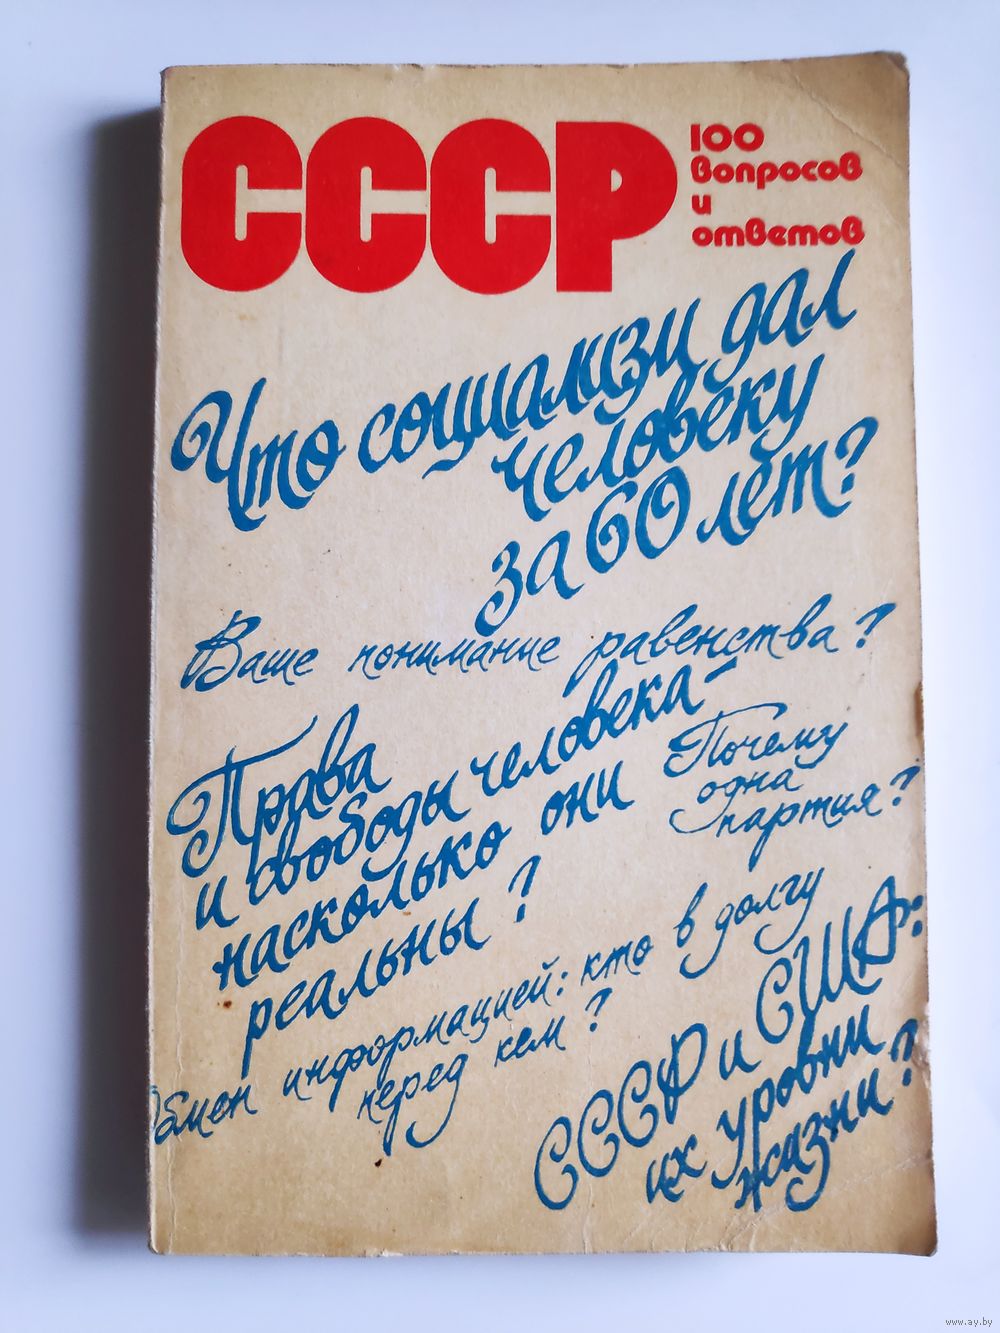 СССР
100
вопросов
и
ответов
Что социализм дал
человеку
за 60 лет?
Ваше понимание равенства?
Права
и свободы человека —
насколько они
реальны?
Почему
одна
партия?
Обмен информацией: кто в долгу
перед кем?
СССР и США:
их уровни
жизни?
www.ay.by